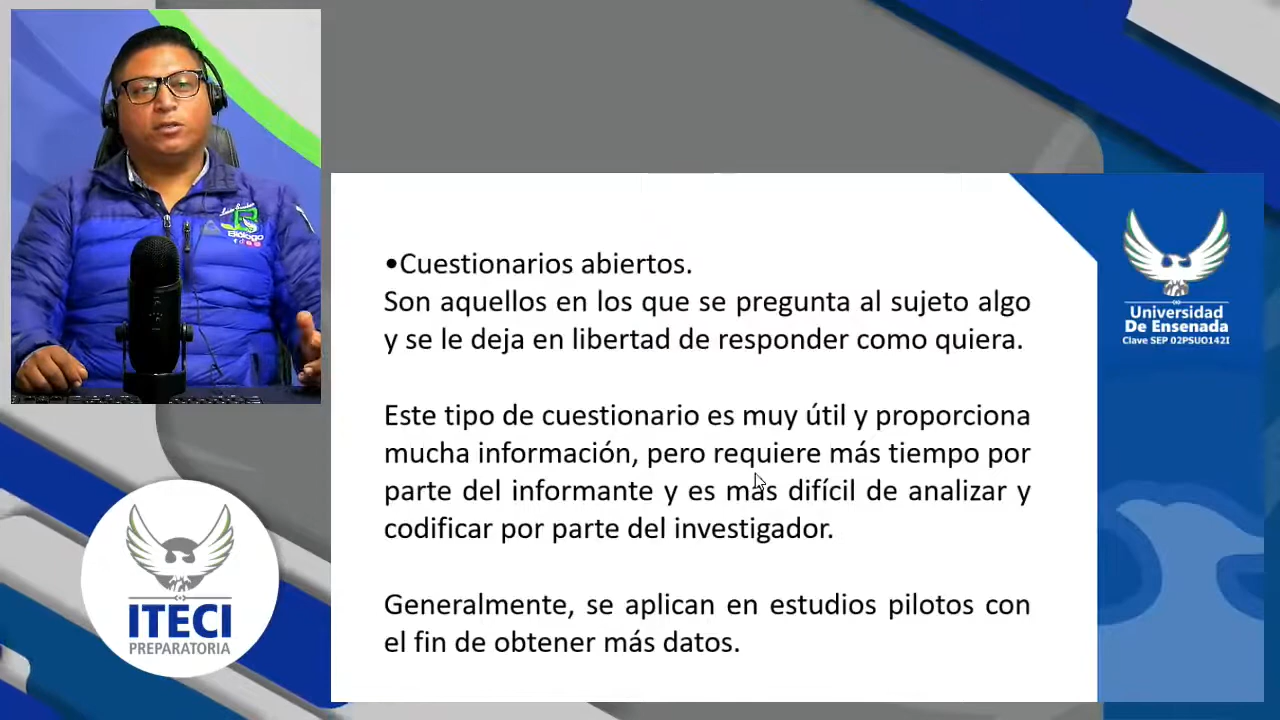 •Cuestionarios abiertos.
Son aquellos en los que se pregunta al sujeto algo
y se le deja en libertad de responder como quiera.
Este tipo de cuestionario es muy útil y proporciona
mucha información, pero requiere más tiempo por
parte del informante y es más difícil de analizar y
codificar por parte del investigador.
Generalmente, se aplican en estudios pilotos con
el fin de obtener más datos.
Universidad
De Ensenada
Clave SEP 02PSU0142I
ITECI
PREPARATORIA
Biólogo